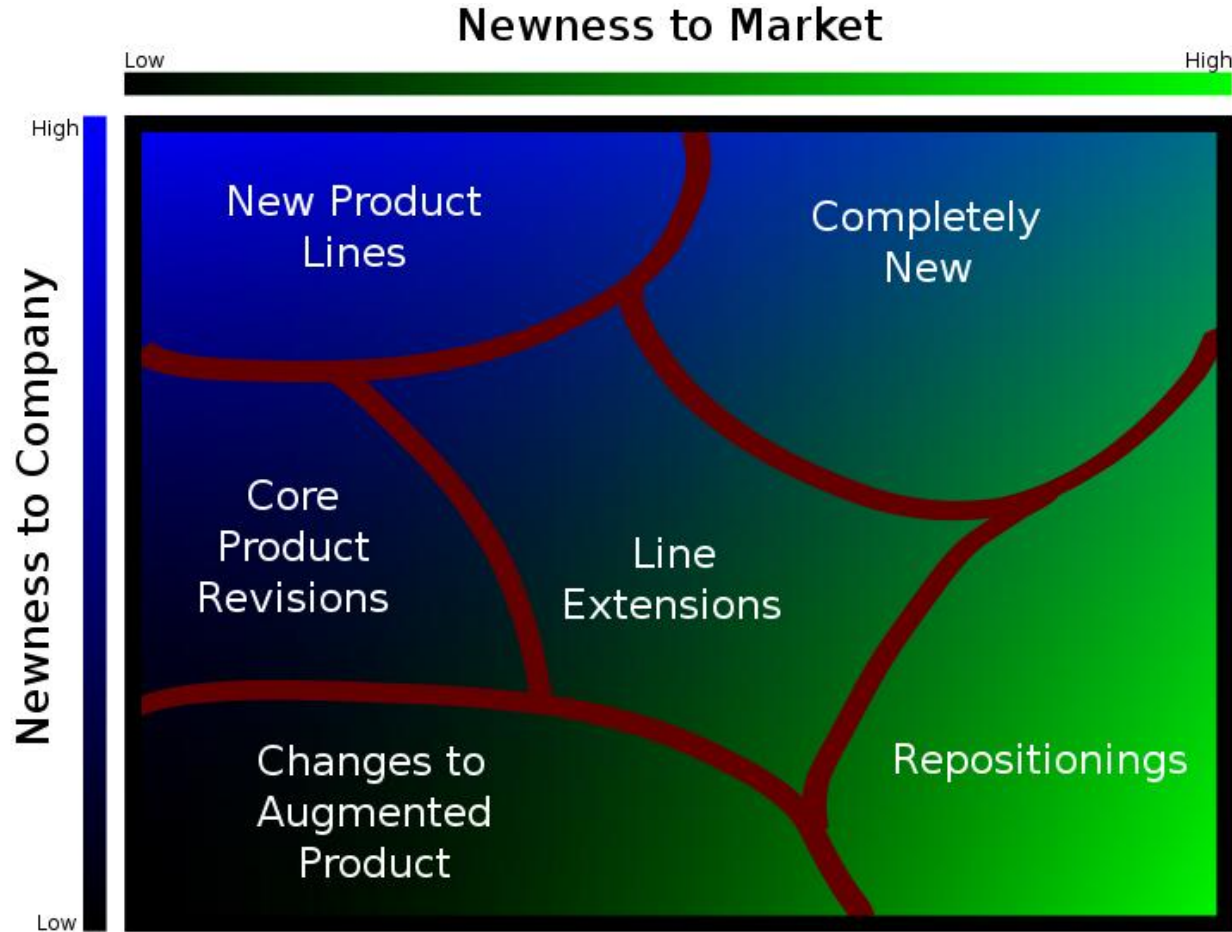 Newness to Market
Low
High
High
Newness to Company
Low
New Product
Lines
Completely
New
Core
Product
Revisions
Line
Extensions
Changes to
Augmented
Product
Repositionings